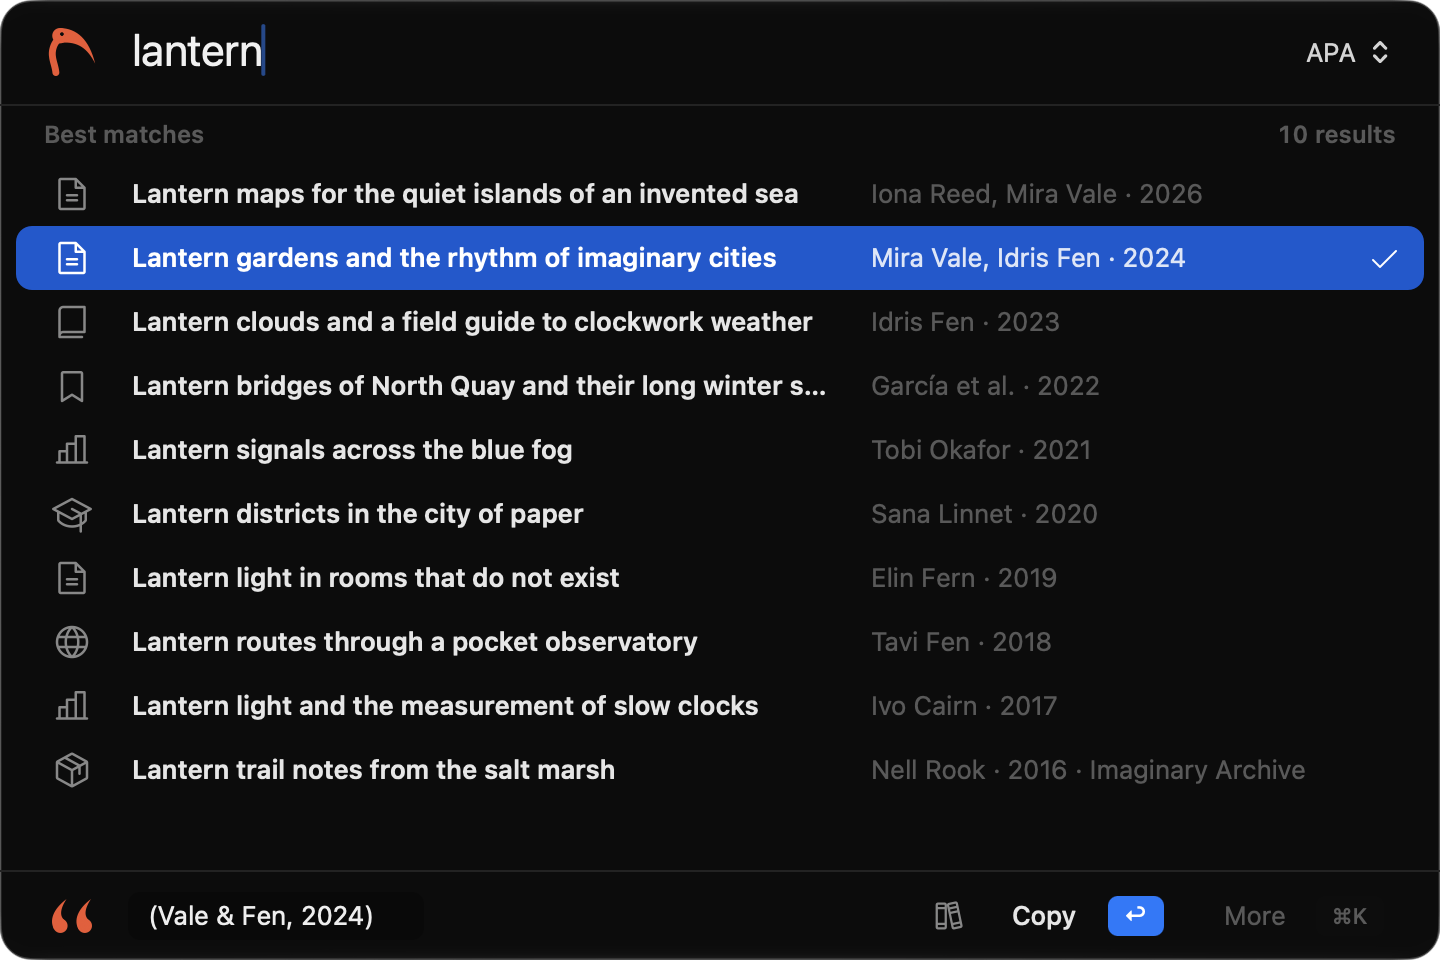 lantern
APA
Best matches
10 results
Lantern maps for the quiet islands of an invented sea Iona Reed, Mira Vale · 2026
Lantern gardens and the rhythm of imaginary cities Mira Vale, Idris Fen · 2024
Lantern clouds and a field guide to clockwork weather Idris Fen · 2023
Lantern bridges of North Quay and their long winter s... García et al. · 2022
Lantern signals across the blue fog Tobi Okafor · 2021
Lantern districts in the city of paper Sana Linnet · 2020
Lantern light in rooms that do not exist Elin Fern · 2019
Lantern routes through a pocket observatory Tavi Fen · 2018
Lantern light and the measurement of slow clocks Ivo Cairn · 2017
Lantern trail notes from the salt marsh Nell Rook · 2016 · Imaginary Archive
(Vale & Fen, 2024)
Copy
More ⌘K